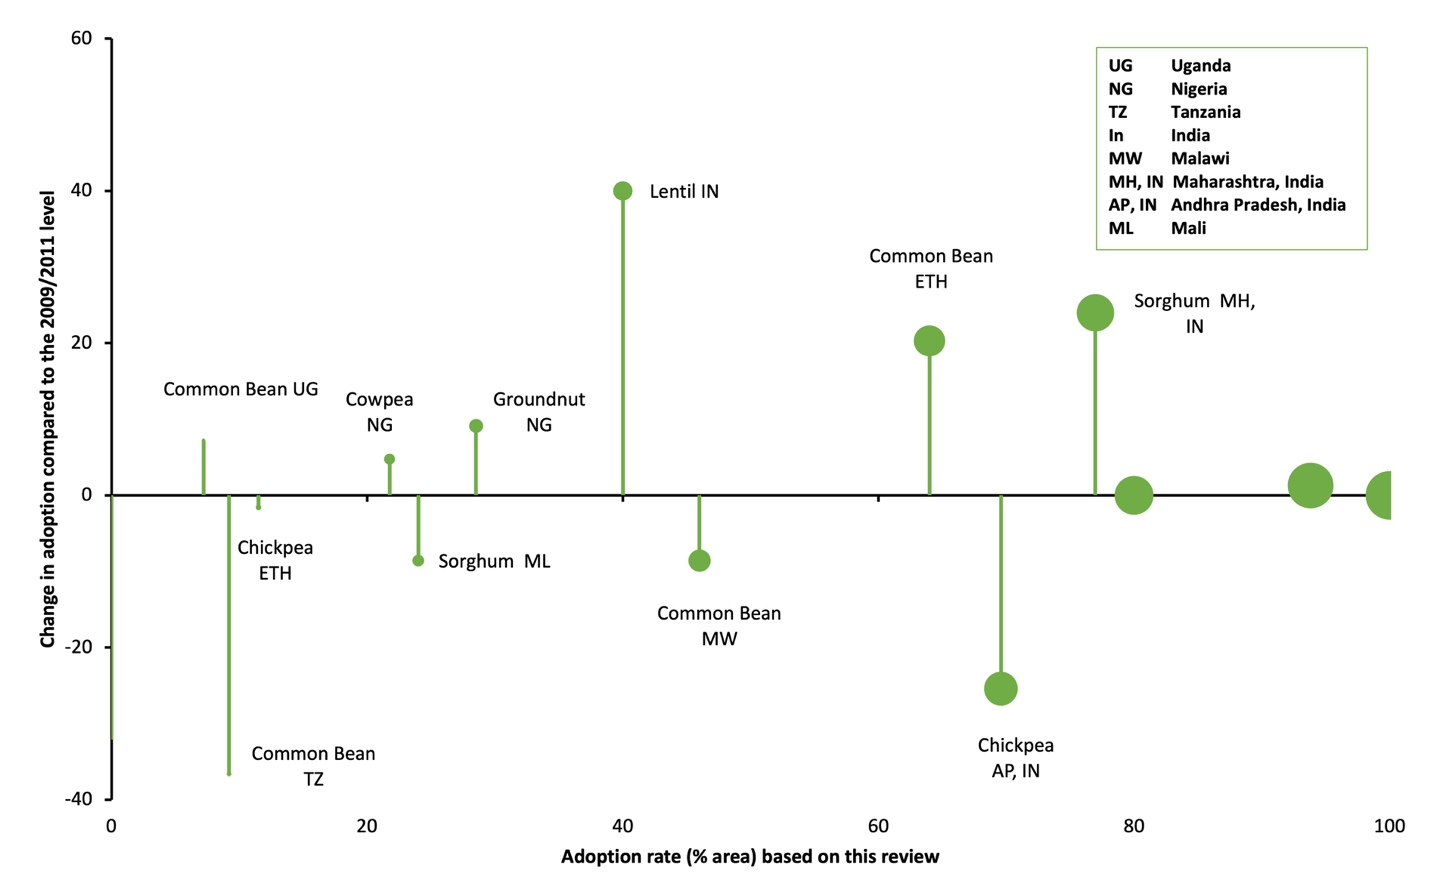 60
40
20
0
-20
-40
Change in adoption compared to the 2009/2011 level
UG Uganda
NG Nigeria
TZ Tanzania
In India
MW Malawi
MH, IN Maharashtra, India
AP, IN Andhra Pradesh, India
ML Mali
Lentil IN
Common Bean
ETH
Sorghum MH,
IN
Common Bean UG
Cowpea
NG
Groundnut
NG
Chickpea
ETH
Sorghum ML
Common Bean
MW
Common Bean
TZ
Chickpea
AP, IN
0
20
40
60
80
100
Adoption rate (% area) based on this review